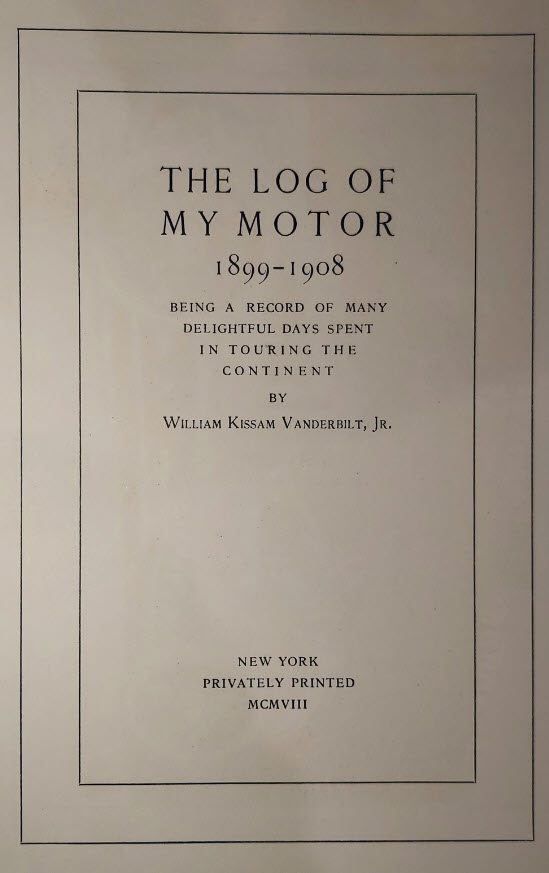 THE LOG OF
MY MOTOR
1899-1908
BEING A RECORD OF MANY
DELIGHTFUL DAYS SPENT
IN TOURING THE
CONTINENT
BY
WILLIAM KISSAM VANDERBILT, JR.
NEW YORK
PRIVATELY PRINTED
MCMVIII